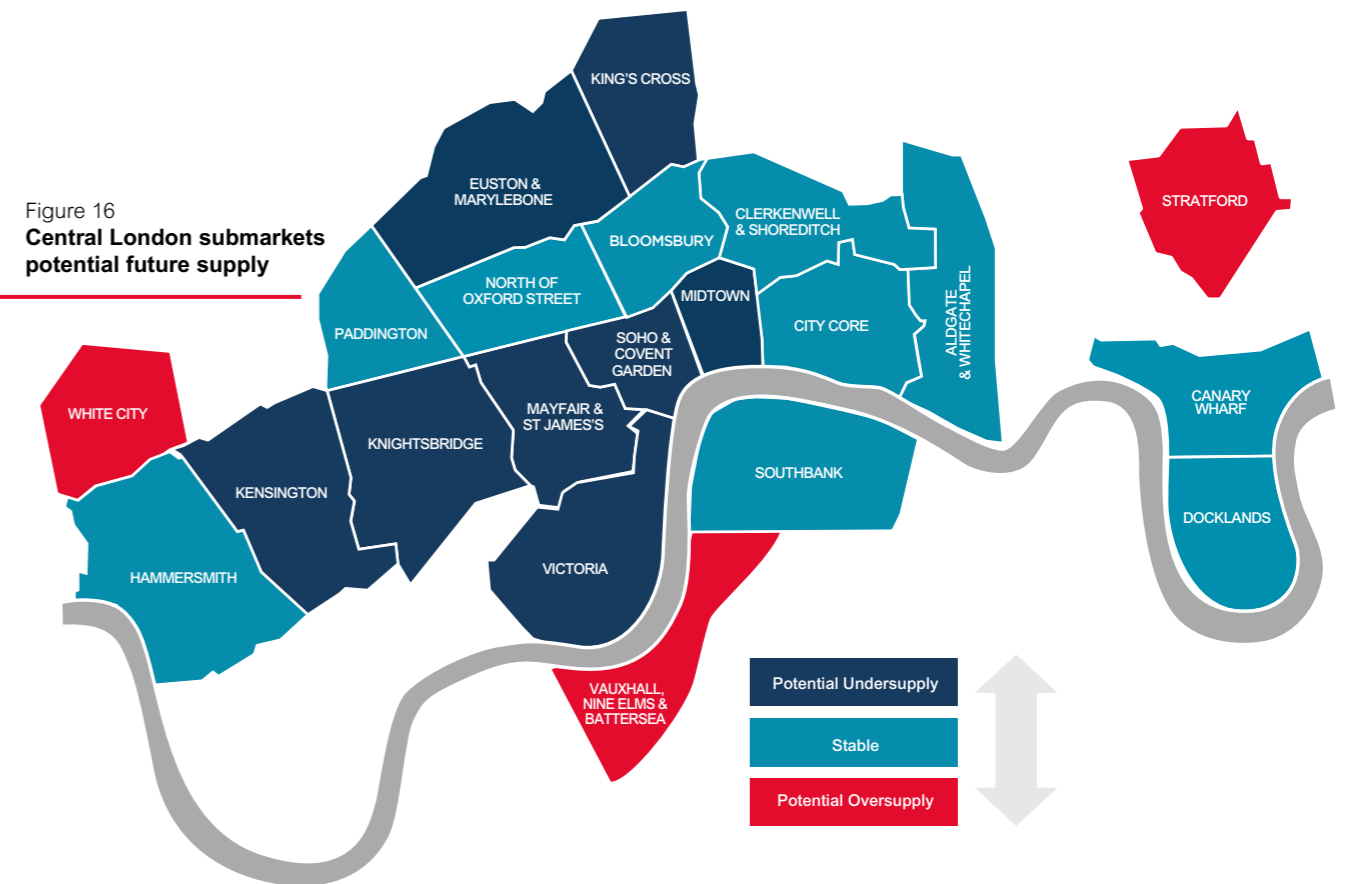 Figure 16
Central London submarkets
potential future supply
KING'S CROSS
EUSTON &
MARYLEBONE
BLOOMSBURY
CLERKENWELL
& SHOREDITCH
STRATFORD
NORTH OF
OXFORD STREET
MIDTOWN
PADDINGTON
CITY CORE
ALDGATE
& WHITECHAPEL
SOHO &
COVENT
GARDEN
WHITE CITY
MAYFAIR &
ST JAMES'S
CANARY
WHARF
KNIGHTSBRIDGE
KENSINGTON
SOUTHBANK
DOCKLANDS
HAMMERSMITH
VICTORIA
VAUXHALL,
NINE ELMS &
BATTERSEA
Potential Undersupply
Stable
Potential Oversupply